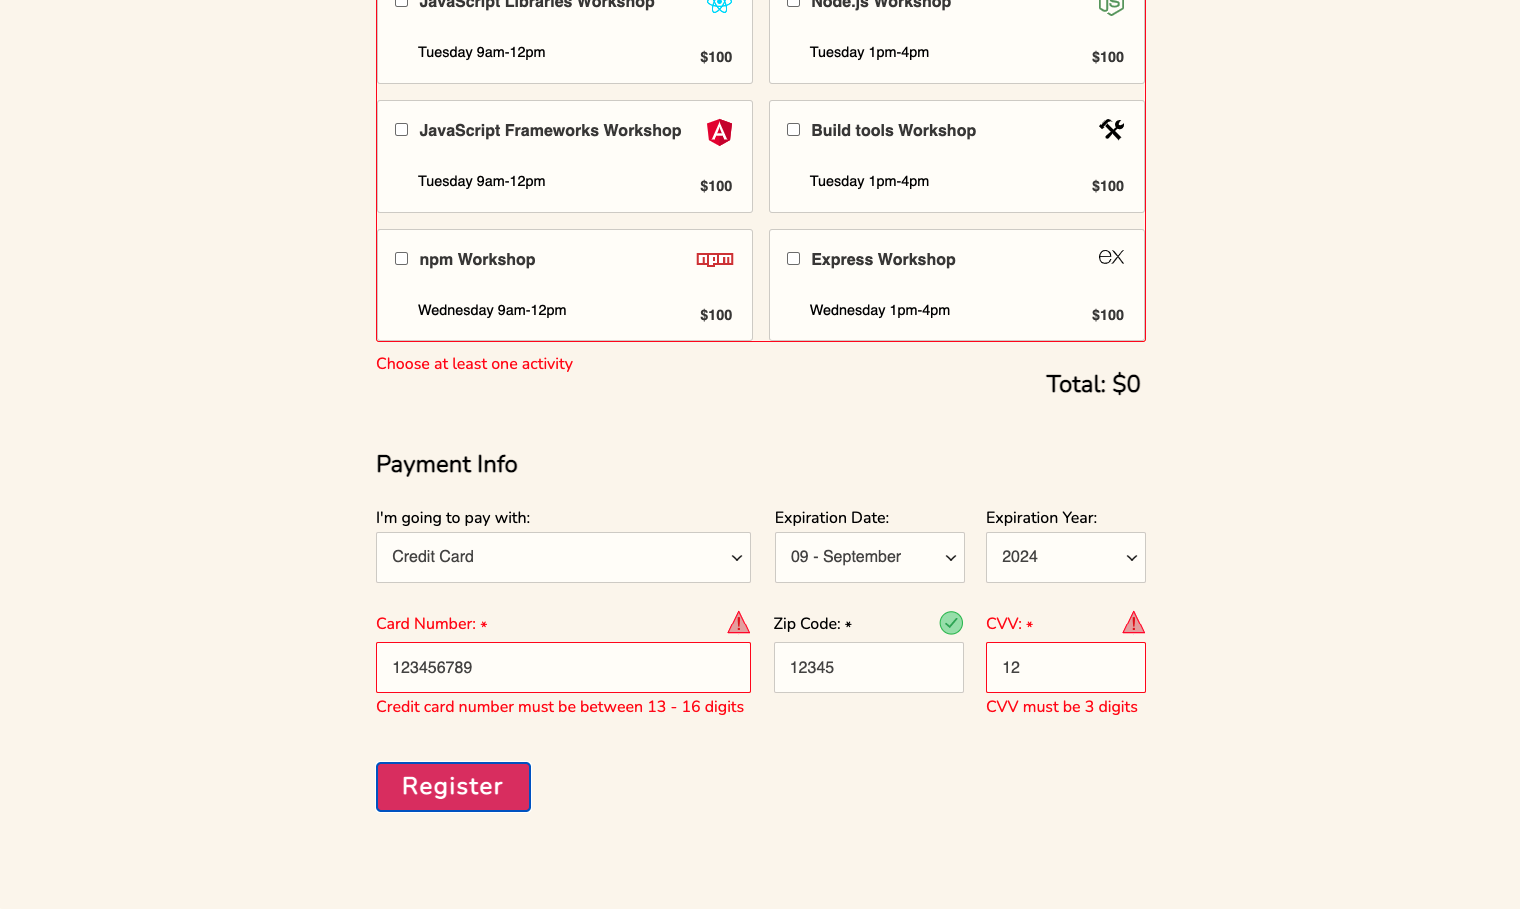 JavaScript Libraries Workshop
Tuesday 9am-12pm
$100
Node.js Workshop
JS
Tuesday 1pm-4pm
$100
JavaScript Frameworks Workshop
A
Tuesday 9am-12pm
$100
Build tools Workshop
Tuesday 1pm-4pm
$100
npm Workshop
npm
Wednesday 9am-12pm
$100
Express Workshop
ex
Wednesday 1pm-4pm
$100
Choose at least one activity
Total: $0
Payment Info
I'm going to pay with:
Credit Card
Expiration Date:
09 - September
Expiration Year:
2024
Card Number: *
123456789
Credit card number must be between 13 - 16 digits
Zip Code: *
12345
CVV: *
12
CVV must be 3 digits
Register